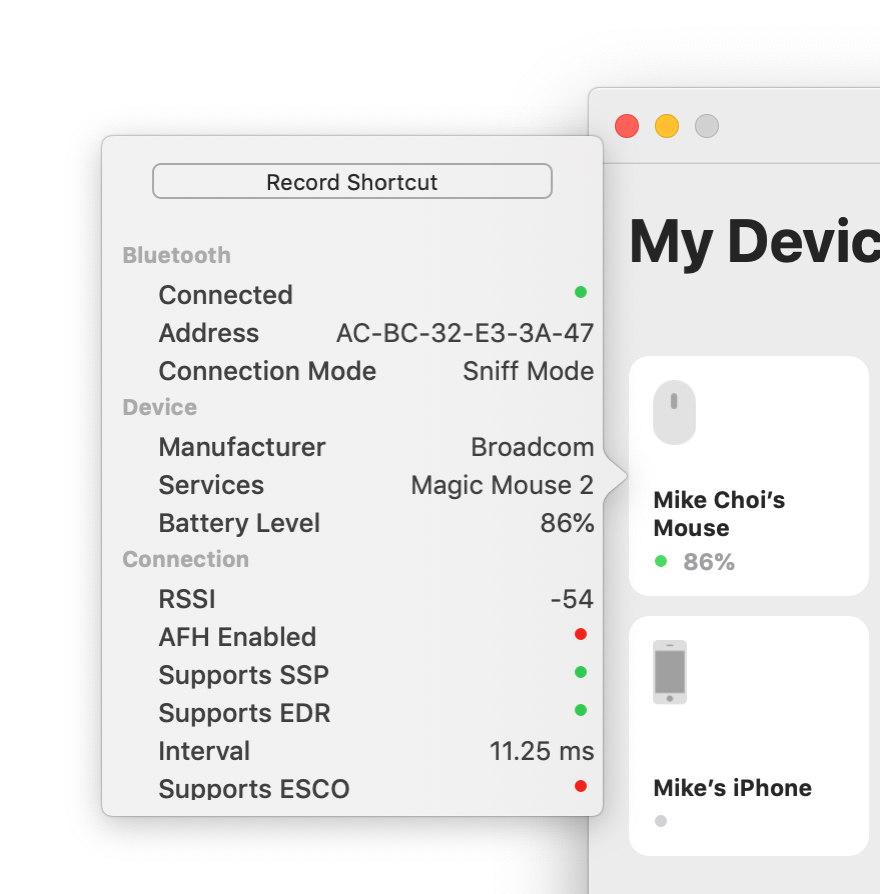 Record Shortcut
Bluetooth
Connected
Address AC-BC-32-E3-3A-47
Connection Mode Sniff Mode
Device
Manufacturer Broadcom
Services Magic Mouse 2
Battery Level 86%
Connection
RSSI -54
AFH Enabled
Supports SSP
Supports EDR
Interval 11.25 ms
Supports ESCO
My Devic
Mike Choi’s
Mouse
86%
Mike’s iPhone